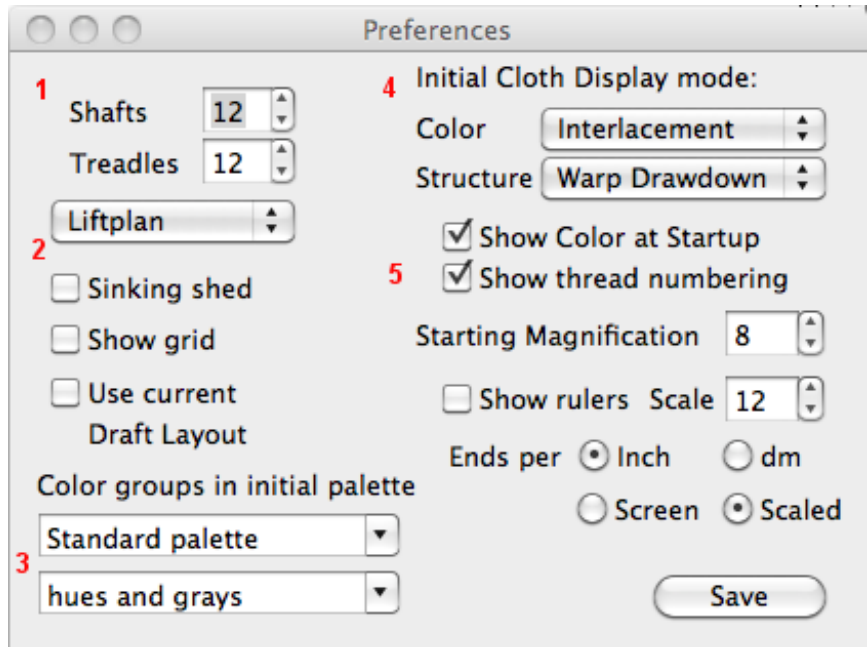 Preferences
1
Shafts 12
Treadles 12
Liftplan
2
Sinking shed
Show grid
Use current
Draft Layout
Color groups in initial palette
3
Standard palette
hues and grays
4
Initial Cloth Display mode:
Color Interlacement
Structure Warp Drawdown
Show Color at Startup
5
Show thread numbering
Starting Magnification 8
Show rulers Scale 12
Ends per Inch dm
Screen Scaled
Save